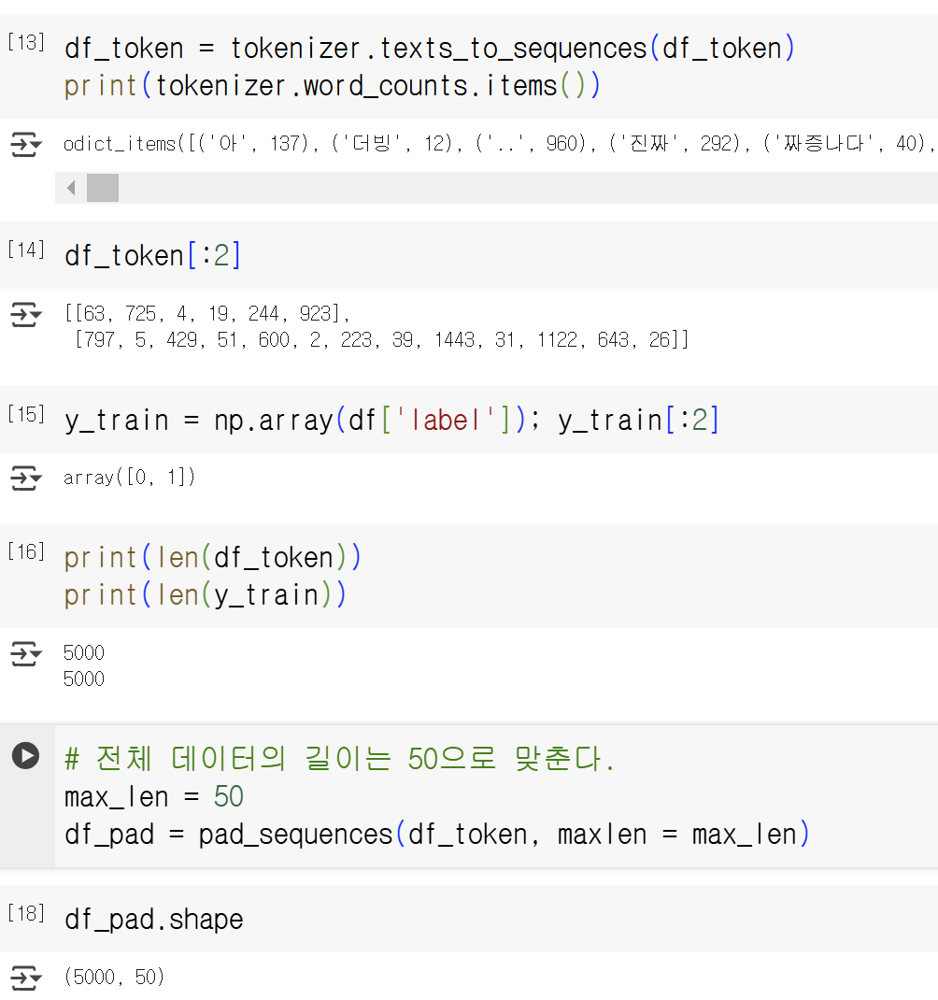 [13] df_token = tokenizer.texts_to_sequences(df_token)
print(tokenizer.word_counts.items())
odict_items([('아', 137), ('더빙', 12), ('..', 960), ('진짜', 292), ('짜증나다', 40),
[14] df_token[:2]
[[63, 725, 4, 19, 244, 923],
[797, 5, 429, 51, 600, 2, 223, 39, 1443, 31, 1122, 643, 26]]
[15] y_train = np.array(df['label']); y_train[:2]
array([0, 1])
[16] print(len(df_token))
print(len(y_train))
5000
5000
# 전체 데이터의 길이는 50으로 맞춘다.
max_len = 50
df_pad = pad_sequences(df_token, maxlen = max_len)
[18] df_pad.shape
(5000, 50)